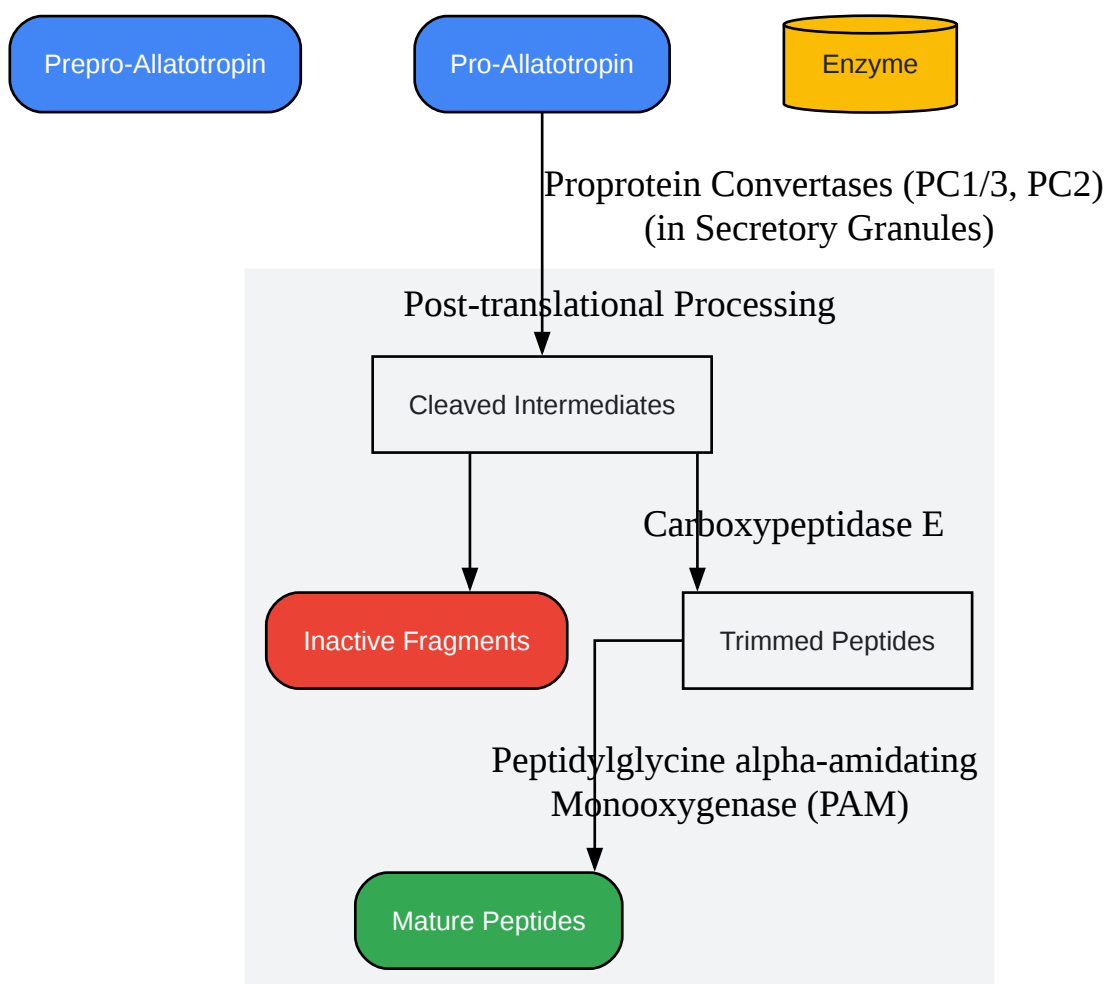 Prepro-Allatotropin
Pro-Allatotropin
Enzyme
Proprotein Convertases (PC1/3, PC2)
(in Secretory Granules)
Post-translational Processing
Cleaved Intermediates
Carboxypeptidase E
Inactive Fragments
Trimmed Peptides
Peptidylglycine alpha-amidating
Monooxygenase (PAM)
Mature Peptides